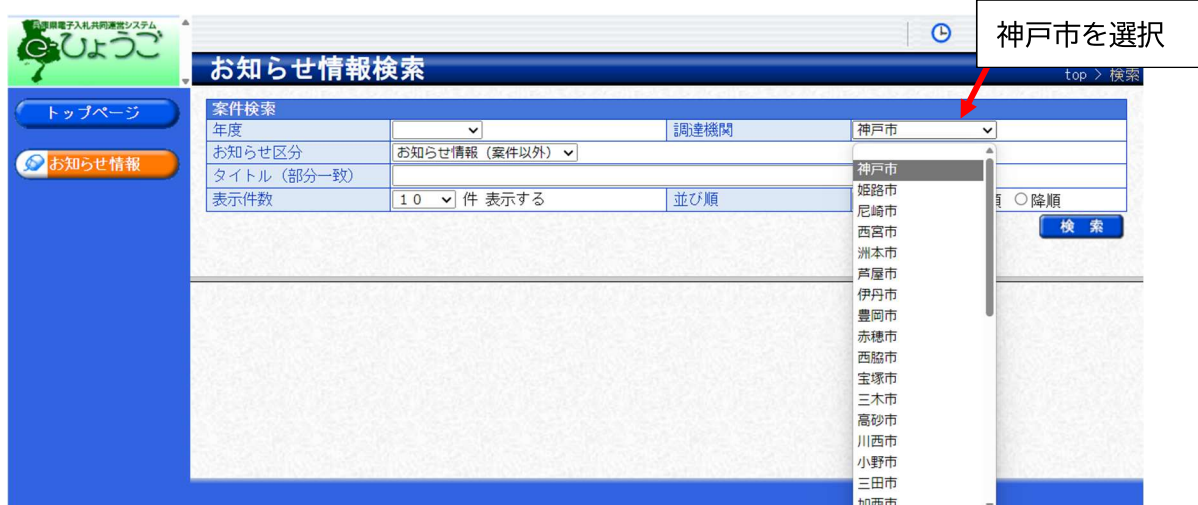 神戸市を選択
兵庫県電子入札共同運営システム
e-ひょうご
お知らせ情報検索
top > 検索
トップページ
お知らせ情報
案件検索
年度 調達機関 神戸市
お知らせ区分 お知らせ情報（案件以外）
タイトル（部分一致）
表示件数 １０ 件 表示する 並び順 降順
検 索
神戸市
姫路市
尼崎市
西宮市
洲本市
芦屋市
伊丹市
豊岡市
赤穂市
西脇市
宝塚市
三木市
高砂市
川西市
小野市
三田市
加西市